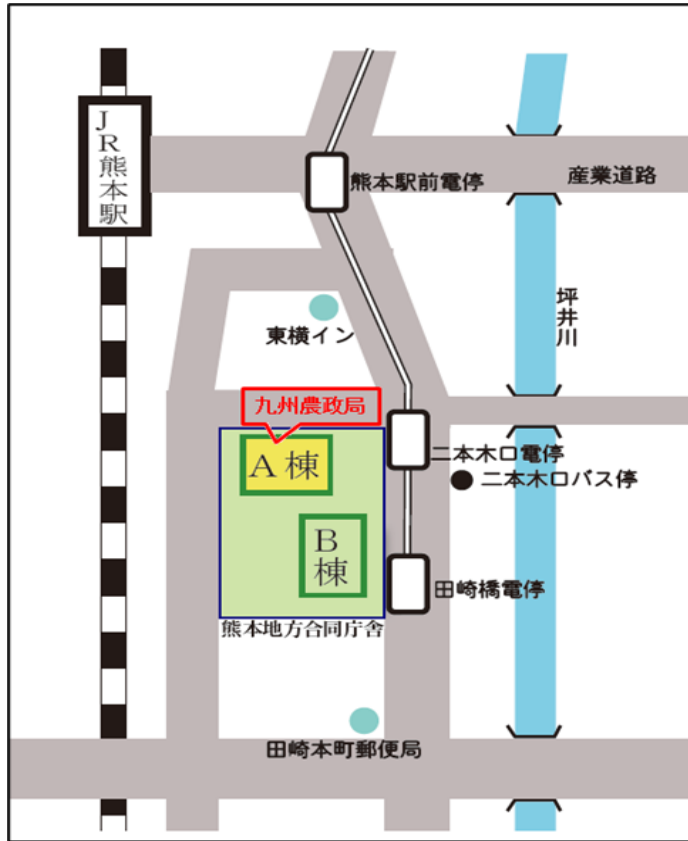 JR熊本駅
熊本駅前電停
産業道路
坪井川
東横イン
九州農政局
A棟
二本木口電停
二本木口バス停
B棟
田崎橋電停
熊本地方合同庁舎
田崎本町郵便局